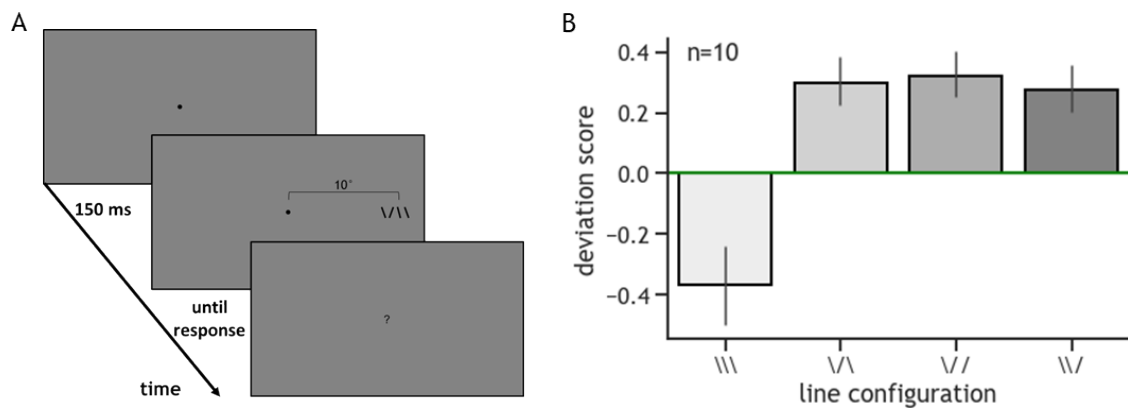 A
150 ms
10°
\/\\
until
response
?
time
B
n=10
0.4
0.2
0.0
−0.2
−0.4
deviation score
\\\
\/\
\//
\\/
line configuration